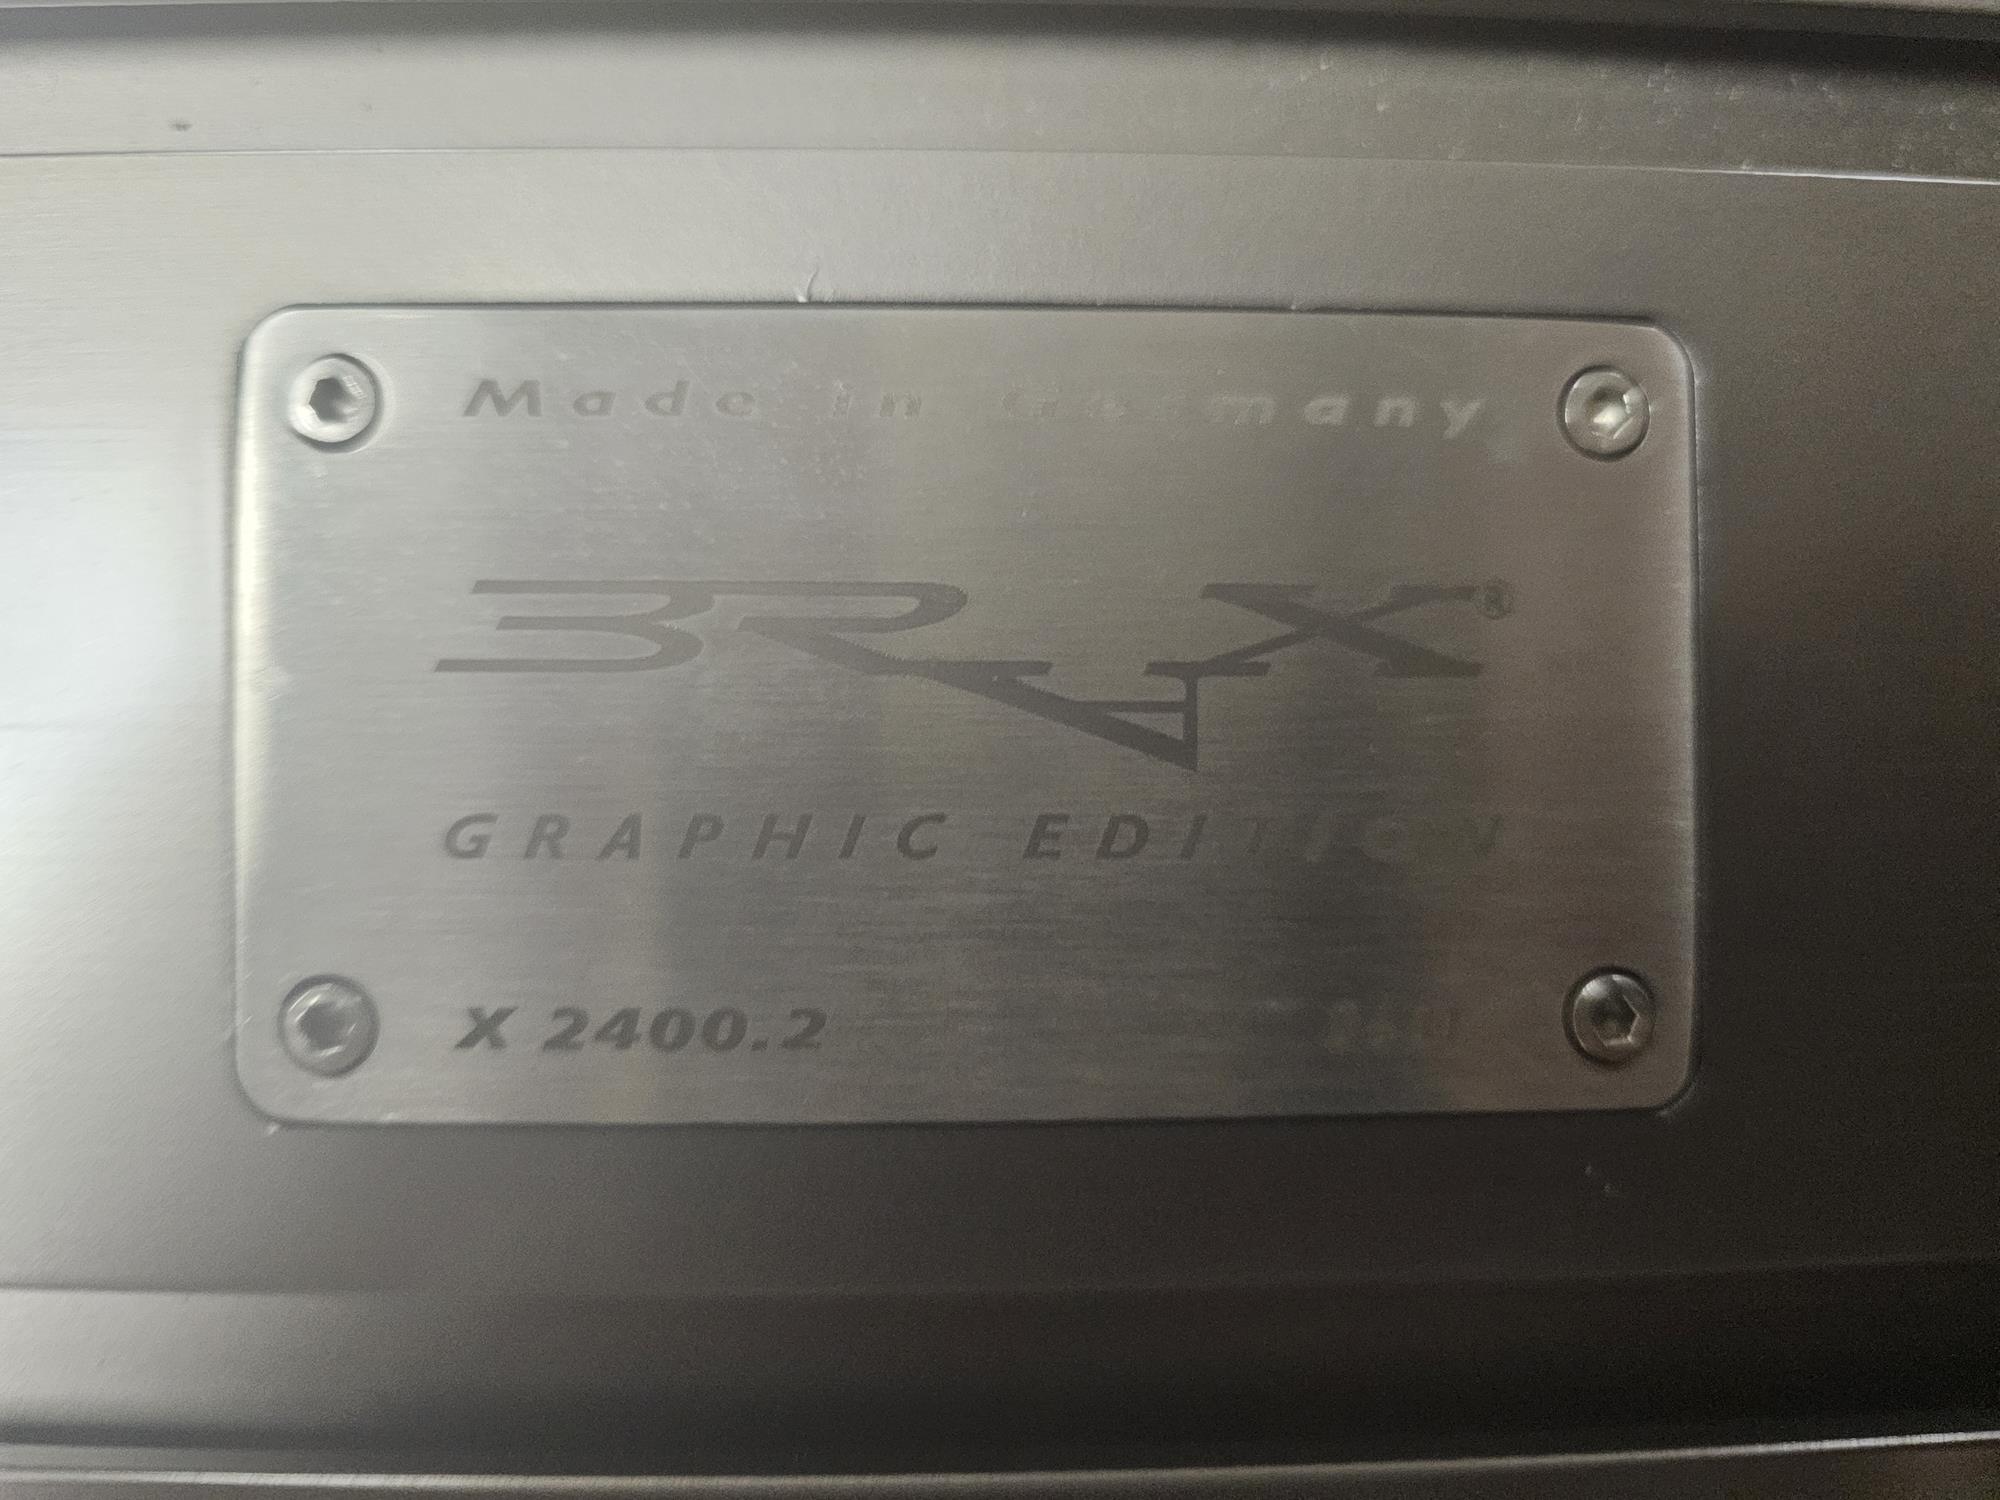 Made in Germany
BRAX®
GRAPHIC EDITION
X 2400.2